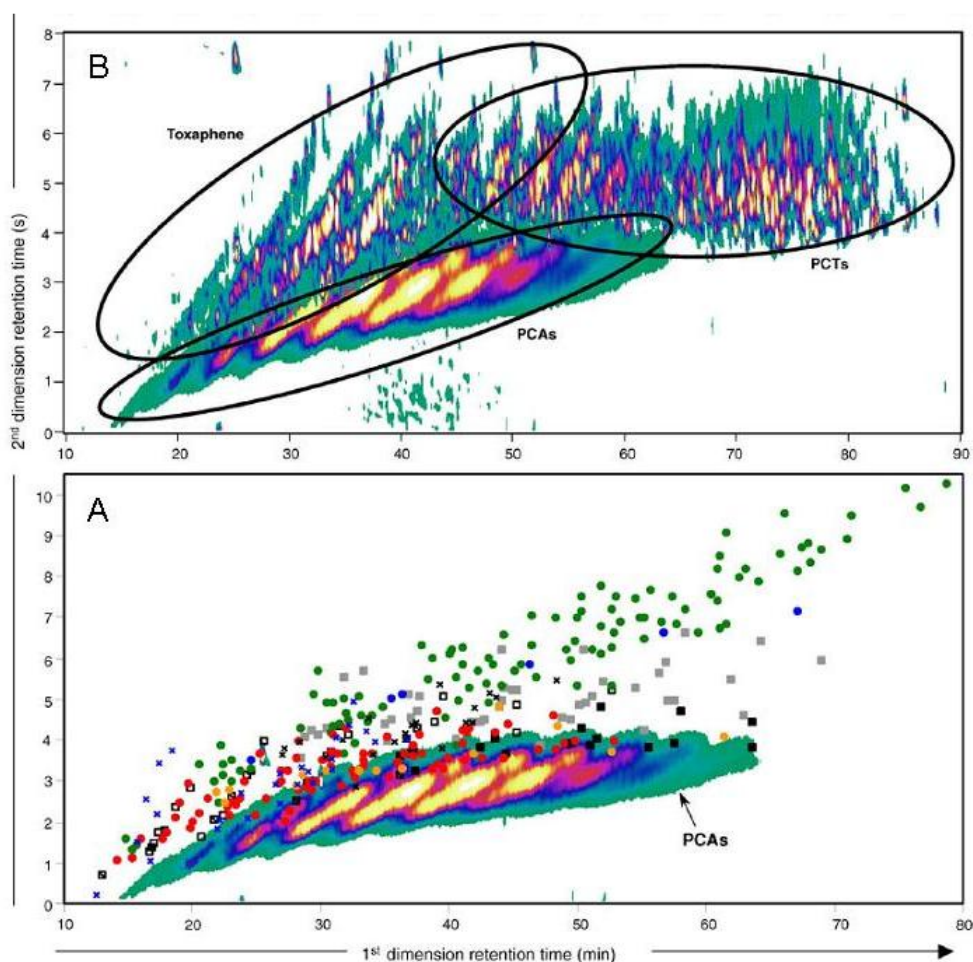 8
B
7
Toxaphene
6
5
4
3
PCTs
2
PCAs
1
0
10 20 30 40 50 60 70 80 90
2nd dimension retention time (s)
10
A
9
8
7
6
5
4
3
2
PCAs
1
0
10 20 30 40 50 60 70 80
1st dimension retention time (min)